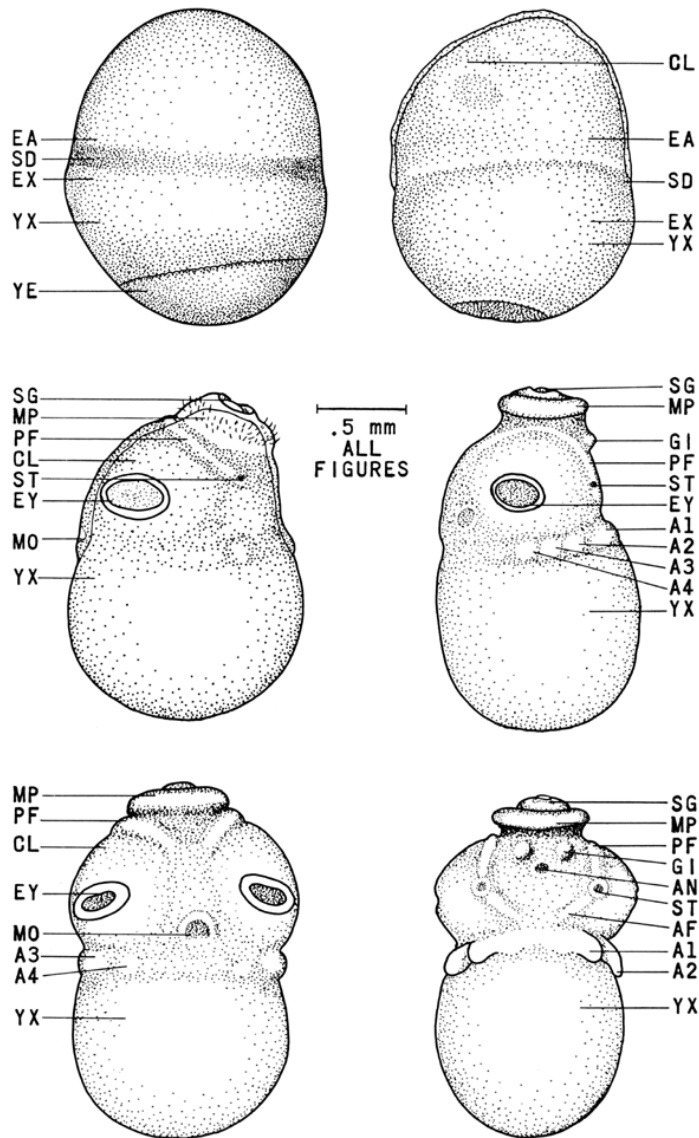 EA
SD
EX
YX
YE
CL
EA
SD
EX
YX
SG
MP
PF
CL
ST
EY
MO
YX
.5 mm
ALL
FIGURES
SG
MP
GI
PF
ST
EY
A1
A2
A3
A4
YX
MP
PF
CL
EY
MO
A3
A4
YX
SG
MP
PF
GI
AN
ST
AF
A1
A2
YX